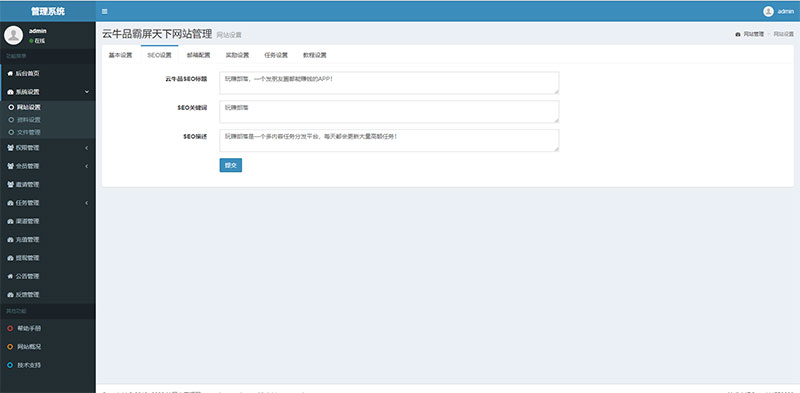 管理系统
admin
admin
在线
云牛品霸屏天下网站管理 网站设置
网站管理 > 网站设置
后台首页
系统设置
网站设置
资料设置
文件管理
权限管理
会员管理
邀请管理
任务管理
渠道管理
充值管理
提现管理
公告管理
反馈管理
其他功能
帮助手册
网站概况
技术支持
基本设置 SEO设置 邮箱配置 奖励设置 任务设置 教程设置
云牛品SEO标题
玩赚部落，一个发朋友圈都能赚钱的APP！
SEO关键词
玩赚部落
SEO描述
玩赚部落是一个多内容任务分发平台，每天都会更新大量高额任务！
提交